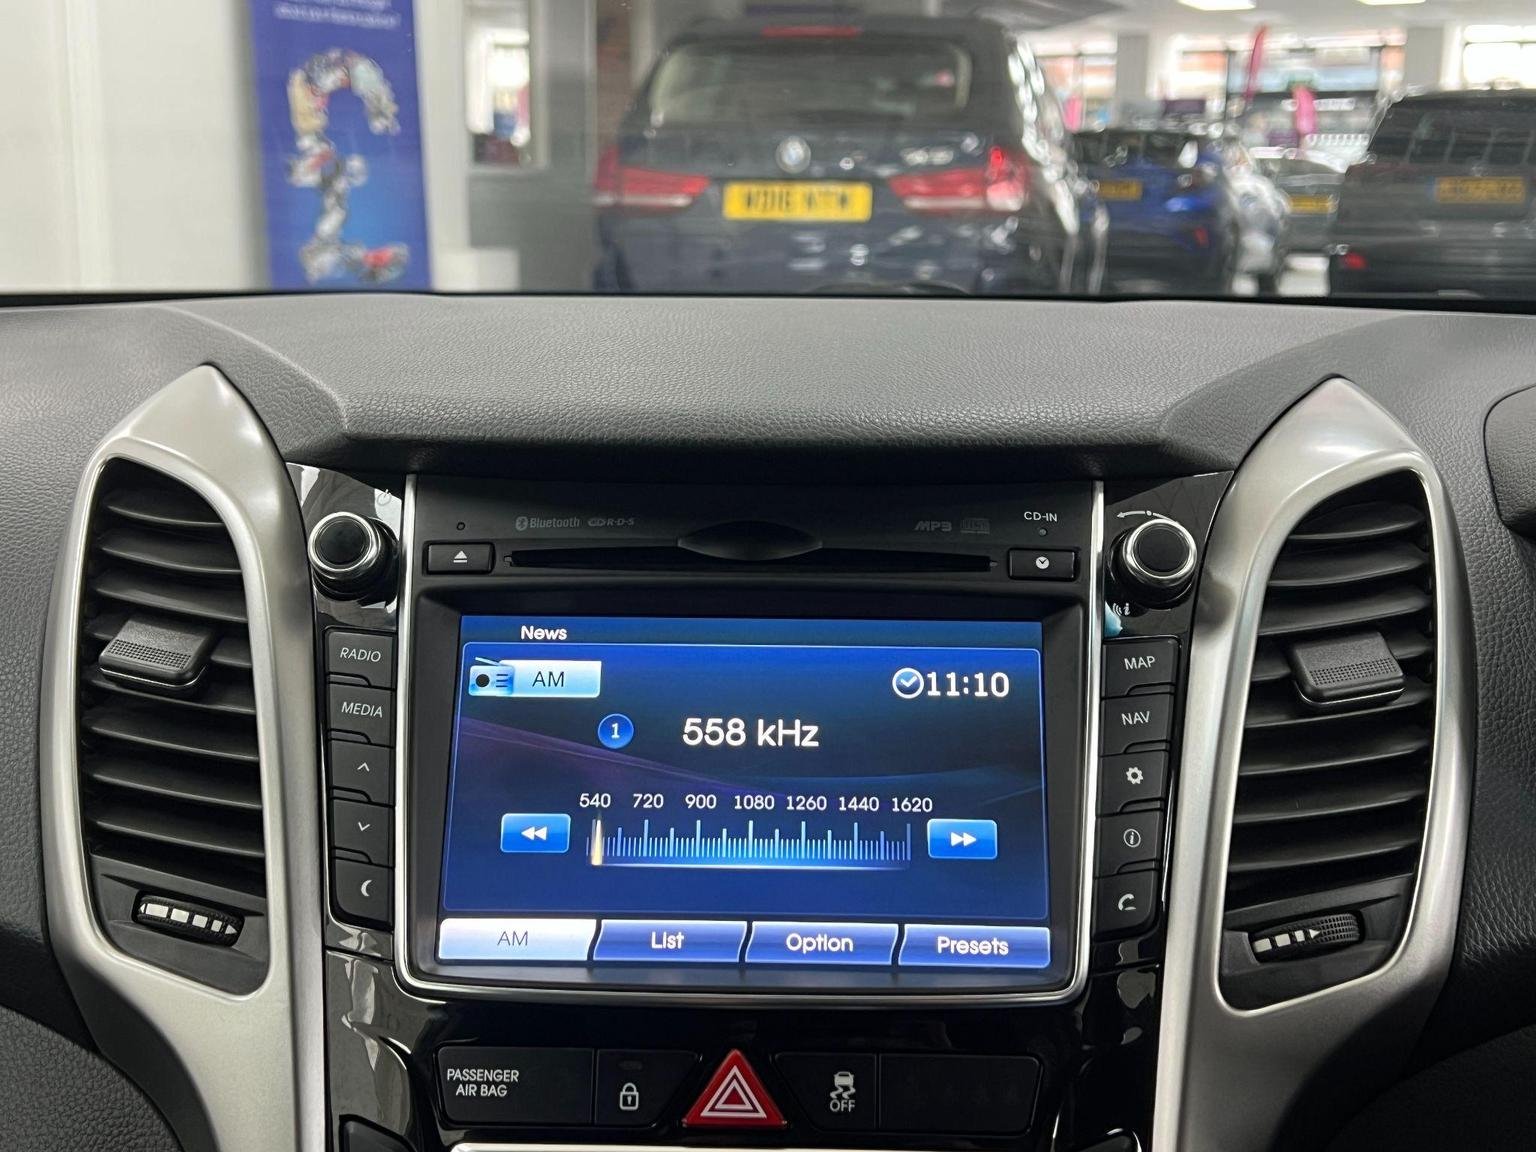 Bluetooth R·D·S
MP3
CD-IN
RADIO
MEDIA
MAP
NAV
News
AM
11:10
1
558 kHz
540 720 900 1080 1260 1440 1620
AM List Option Presets
PASSENGER
AIR BAG
OFF